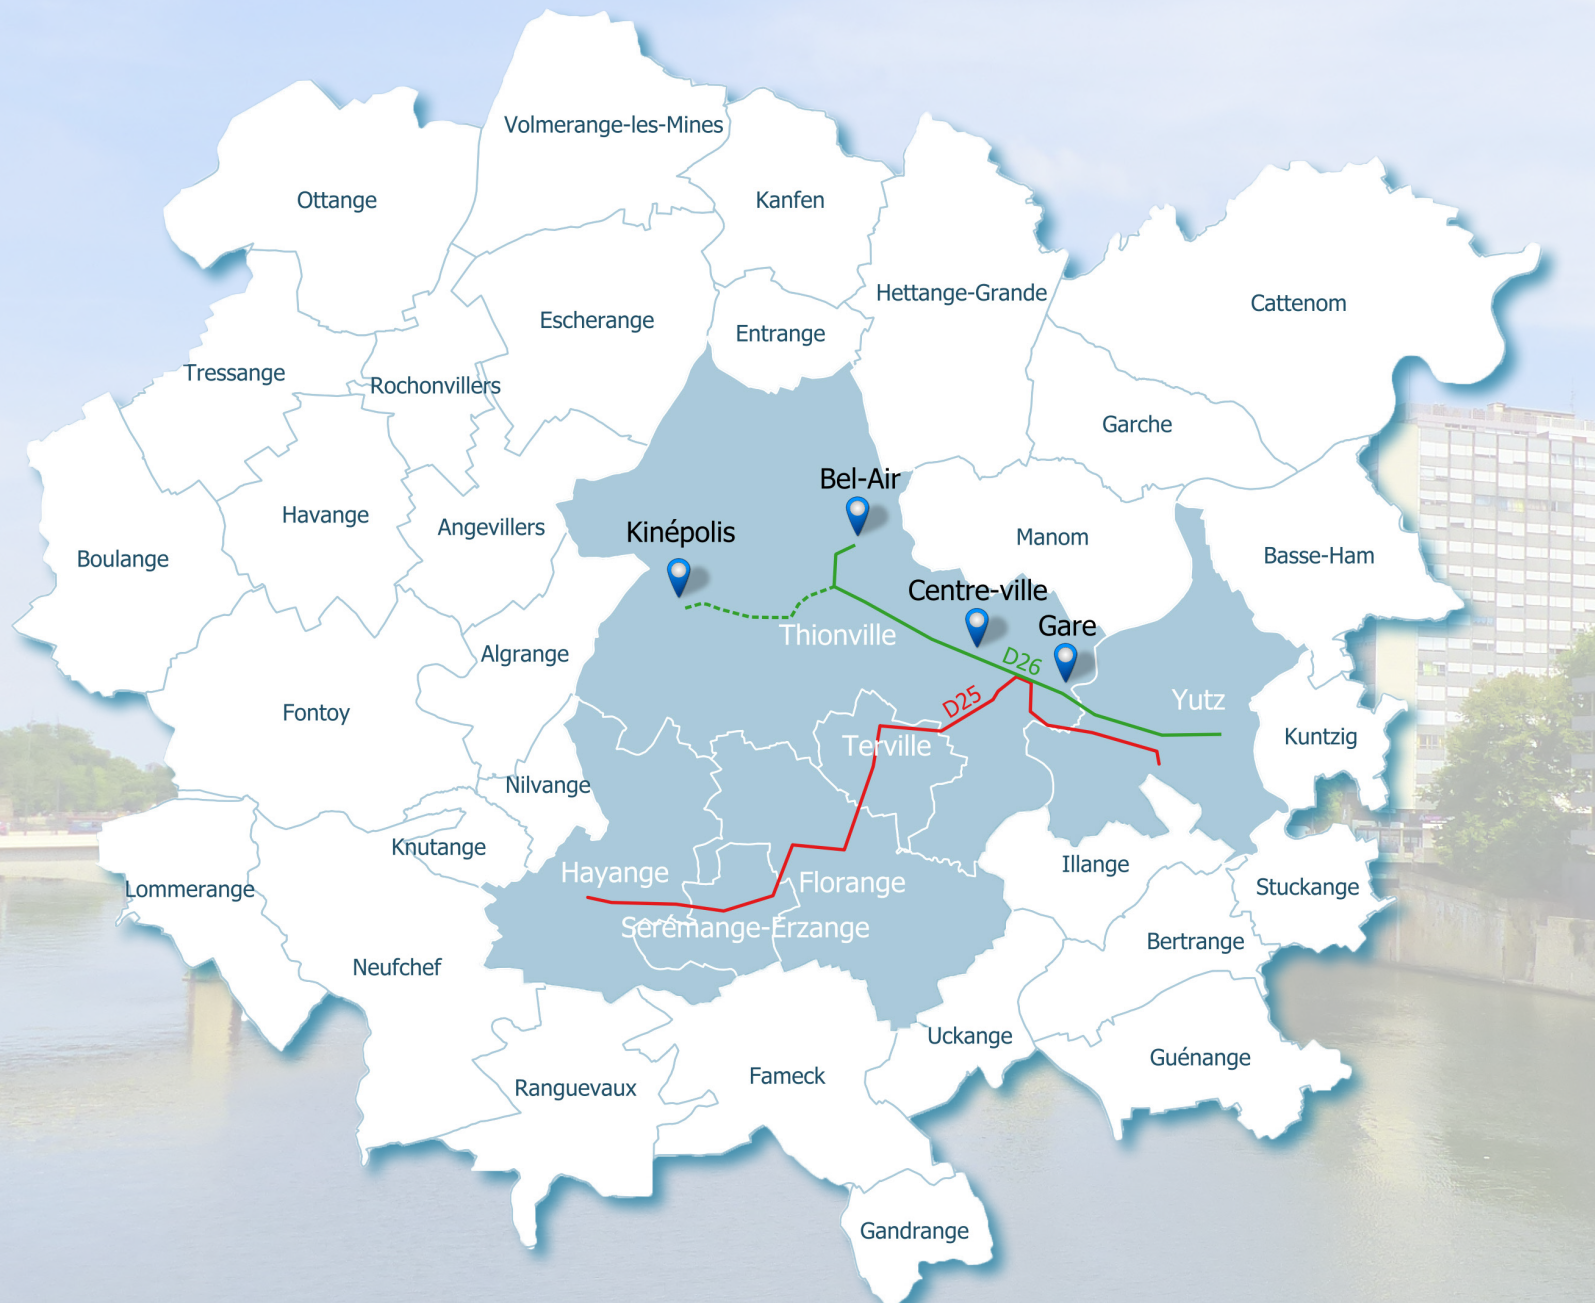 Volmerange-les-Mines
Ottange
Kanfen
Hettange-Grande
Cattenom
Escherange
Entrange
Tressange
Rochonvillers
Garche
Bel-Air
Havange
Angevillers
Kinépolis
Manom
Boulange
Basse-Ham
Centre-ville
Gare
Thionville
Algrange
D26
D25
Yutz
Fontoy
Kuntzig
Terville
Nilvange
Knutange
Illange
Hayange
Florange
Stuckange
Lommerange
Serémange-Erzange
Bertrange
Neufchef
Uckange
Guénange
Fameck
Ranguevaux
Gandrange